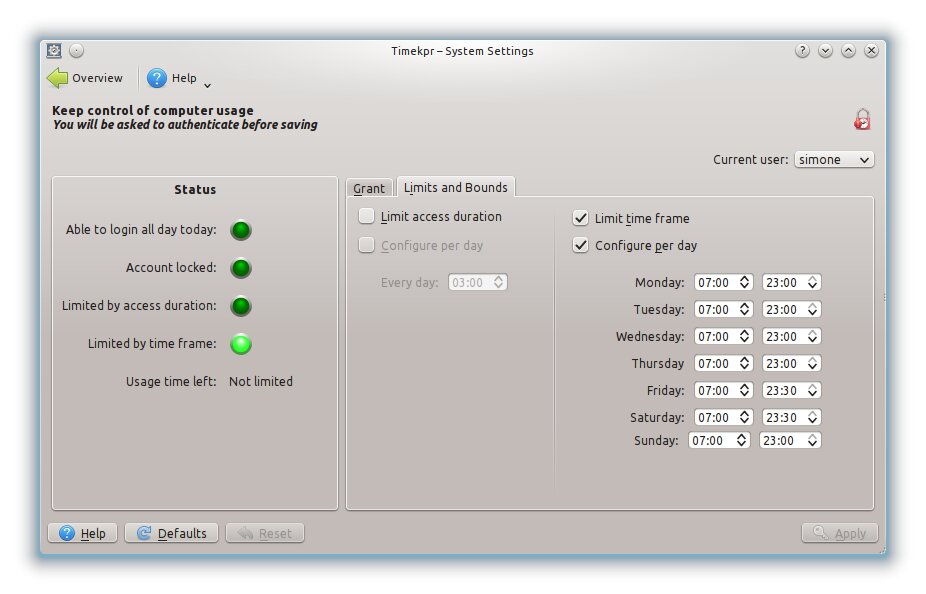 Timekpr – System Settings
Overview Help
Keep control of computer usage
You will be asked to authenticate before saving
Current user: simone
Status
Able to login all day today:
Account locked:
Limited by access duration:
Limited by time frame:
Usage time left: Not limited
Grant Limits and Bounds
Limit access duration
Configure per day
Every day: 03:00
Limit time frame
Configure per day
Monday: 07:00 23:00
Tuesday: 07:00 23:00
Wednesday: 07:00 23:00
Thursday 07:00 23:00
Friday: 07:00 23:30
Saturday: 07:00 23:30
Sunday: 07:00 23:00
Help Defaults Reset Apply